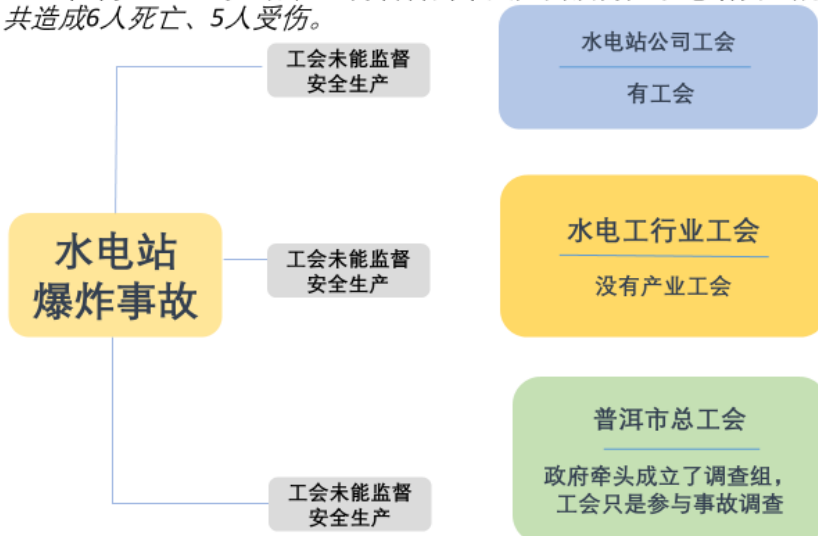 共造成6人死亡、5人受伤。
工会未能监督
安全生产
水电站公司工会
有工会
水电站
爆炸事故
工会未能监督
安全生产
水电工行业工会
没有产业工会
工会未能监督
安全生产
普洱市总工会
政府牵头成立了调查组，
工会只是参与事故调查